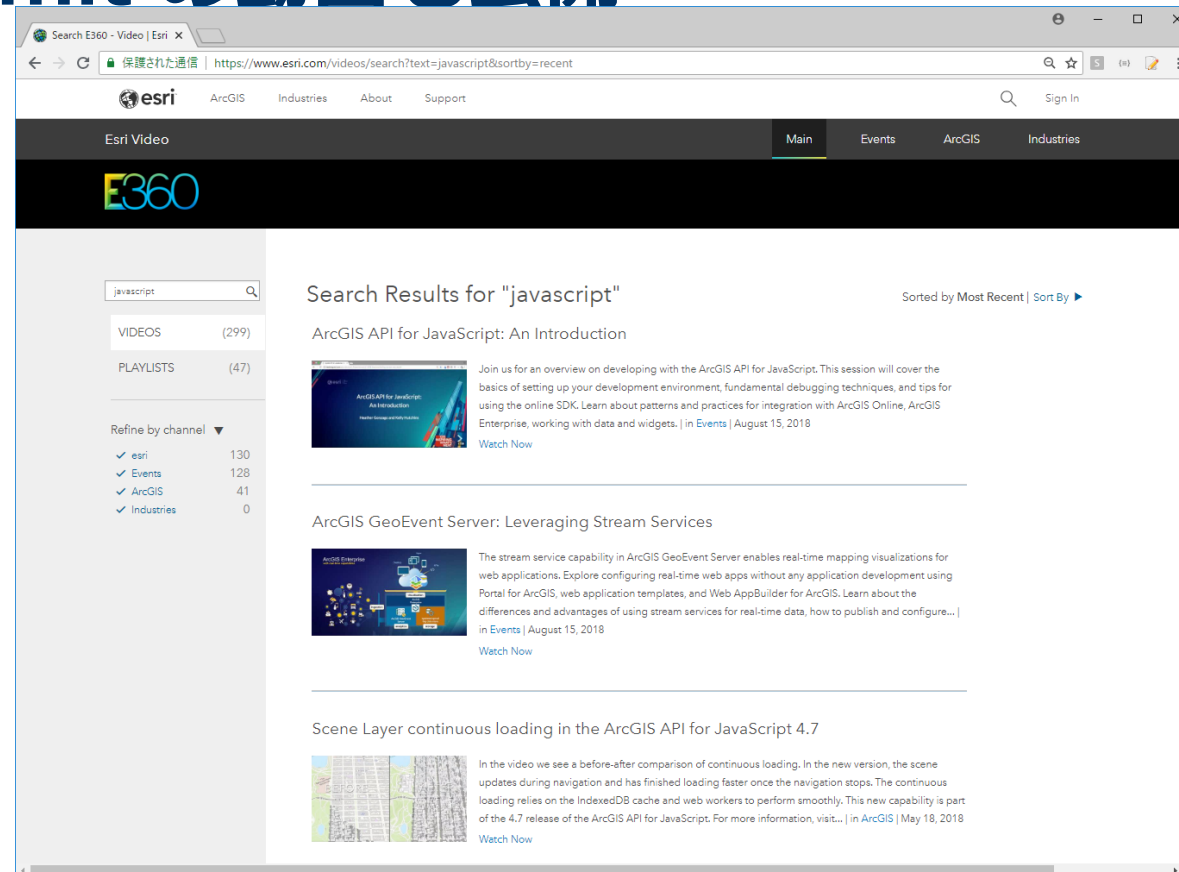 Search E360 - Video | Esri
保護された通信 | https://www.esri.com/videos/search?text=javascript&sortby=recent
esri ArcGIS Industries About Support Sign In
Esri Video Main Events ArcGIS Industries
E360
javascript
Search Results for "javascript"
Sorted by Most Recent | Sort By ▶
VIDEOS (299)
PLAYLISTS (47)
Refine by channel ▼
✓ esri 130
✓ Events 128
✓ ArcGIS 41
✓ Industries 0
ArcGIS API for JavaScript: An Introduction
ArcGIS API for JavaScript:
An Introduction
Join us for an overview on developing with the ArcGIS API for JavaScript. This session will cover the
basics of setting up your development environment, fundamental debugging techniques, and tips for
using the online SDK. Learn about patterns and practices for integration with ArcGIS Online, ArcGIS
Enterprise, working with data and widgets. | in Events | August 15, 2018
Watch Now
ArcGIS GeoEvent Server: Leveraging Stream Services
ArcGIS Enterprise
The stream service capability in ArcGIS GeoEvent Server enables real-time mapping visualizations for
web applications. Explore configuring real-time web apps without any application development using
Portal for ArcGIS, web application templates, and Web AppBuilder for ArcGIS. Learn about the
differences and advantages of using stream services for real-time data, how to publish and configure... |
in Events | August 15, 2018
Watch Now
Scene Layer continuous loading in the ArcGIS API for JavaScript 4.7
BEFORE
In the video we see a before-after comparison of continuous loading. In the new version, the scene
updates during navigation and has finished loading faster once the navigation stops. The continuous
loading relies on the IndexedDB cache and web workers to perform smoothly. This new capability is part
of the 4.7 release of the ArcGIS API for JavaScript. For more information, visit... | in ArcGIS | May 18, 2018
Watch Now